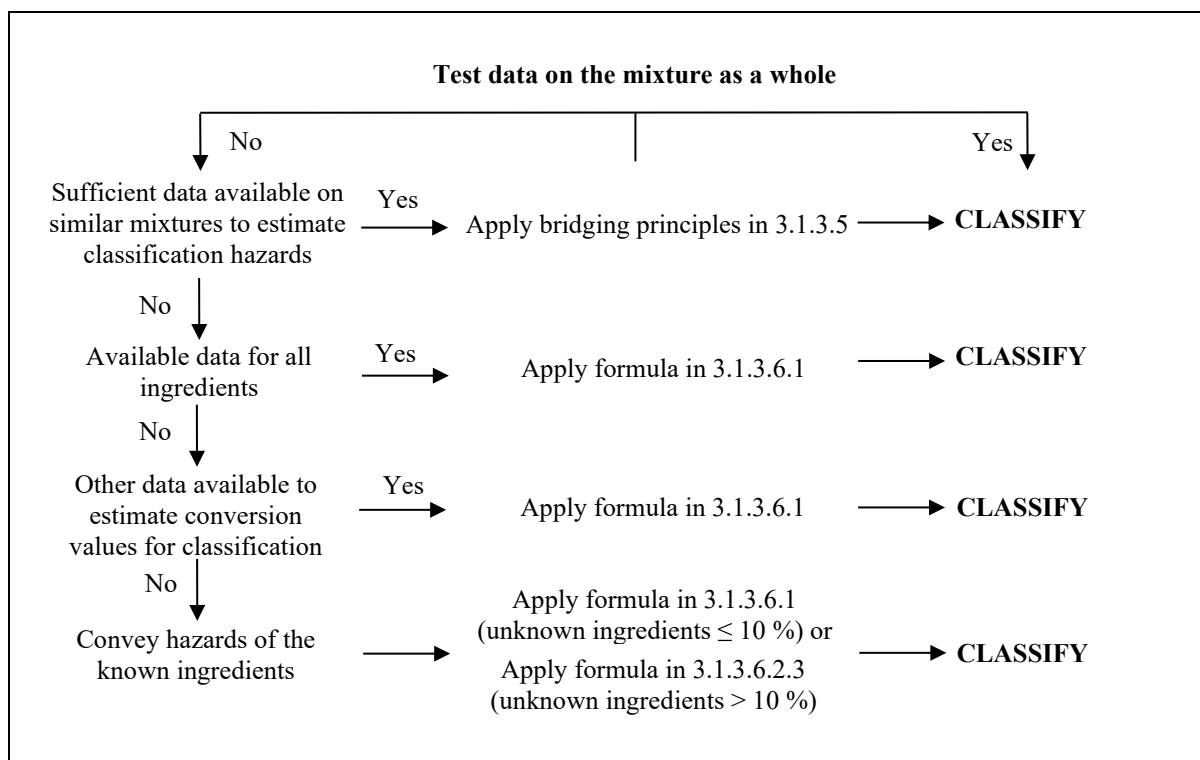 Test data on the mixture as a whole
No
Yes
Sufficient data available on
similar mixtures to estimate
classification hazards
Yes
Apply bridging principles in 3.1.3.5
CLASSIFY
No
Available data for all
ingredients
Yes
Apply formula in 3.1.3.6.1
CLASSIFY
No
Other data available to
estimate conversion
values for classification
Yes
Apply formula in 3.1.3.6.1
CLASSIFY
No
Convey hazards of the
known ingredients
Apply formula in 3.1.3.6.1
(unknown ingredients ≤ 10 %) or
Apply formula in 3.1.3.6.2.3
(unknown ingredients > 10 %)
CLASSIFY